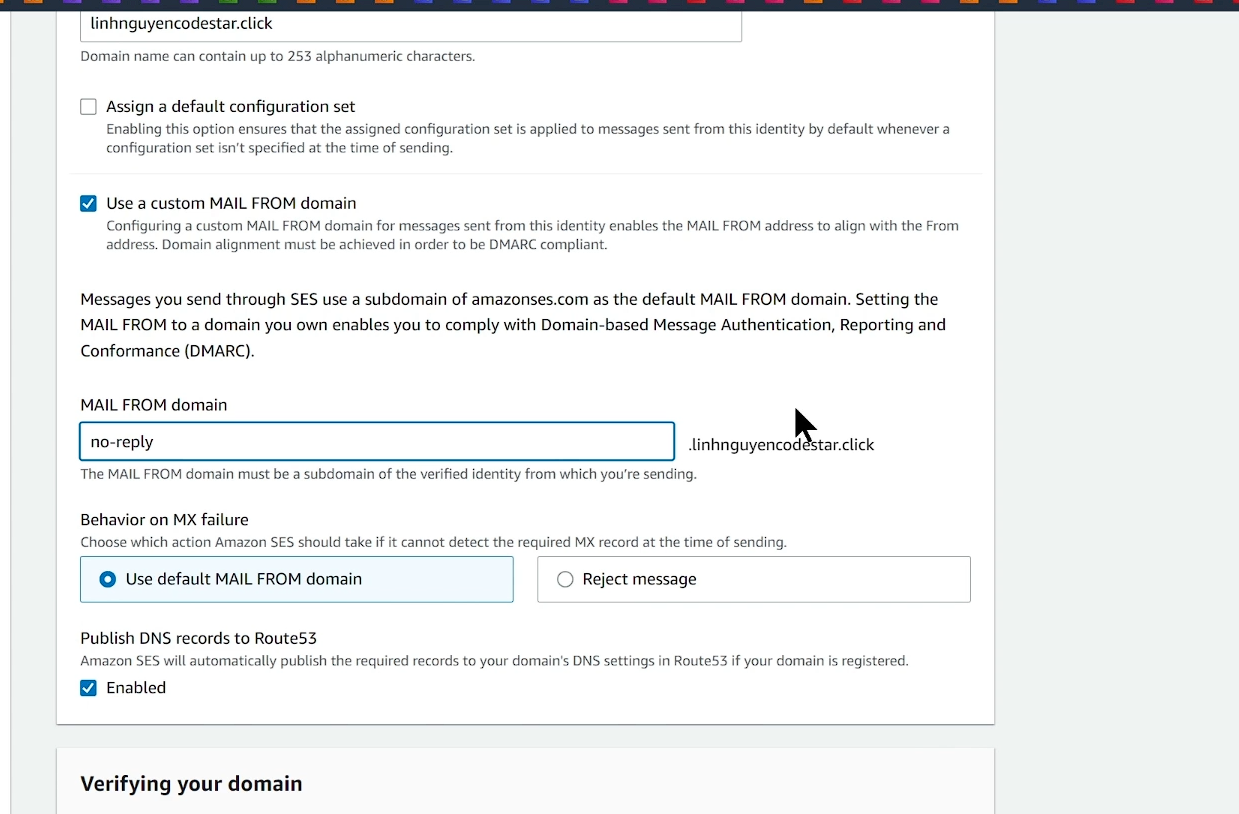 linhnguyencodestar.click
Domain name can contain up to 253 alphanumeric characters.
Assign a default configuration set
Enabling this option ensures that the assigned configuration set is applied to messages sent from this identity by default whenever a
configuration set isn't specified at the time of sending.
Use a custom MAIL FROM domain
Configuring a custom MAIL FROM domain for messages sent from this identity enables the MAIL FROM address to align with the From
address. Domain alignment must be achieved in order to be DMARC compliant.
Messages you send through SES use a subdomain of amazonses.com as the default MAIL FROM domain. Setting the
MAIL FROM to a domain you own enables you to comply with Domain-based Message Authentication, Reporting and
Conformance (DMARC).
MAIL FROM domain
no-reply
.linhnguyencodestar.click
The MAIL FROM domain must be a subdomain of the verified identity from which you're sending.
Behavior on MX failure
Choose which action Amazon SES should take if it cannot detect the required MX record at the time of sending.
Use default MAIL FROM domain
Reject message
Publish DNS records to Route53
Amazon SES will automatically publish the required records to your domain's DNS settings in Route53 if your domain is registered.
Enabled
Verifying your domain